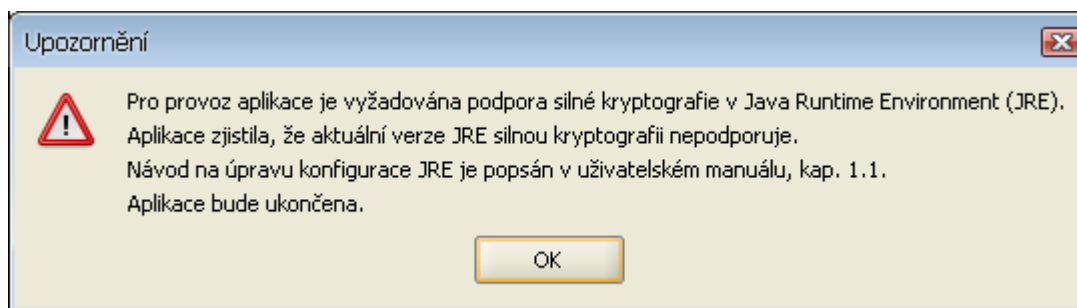 Upozornění
Pro provoz aplikace je vyžadována podpora silné kryptografie v Java Runtime Environment (JRE).
Aplikace zjistila, že aktuální verze JRE silnou kryptografii nepodporuje.
Návod na úpravu konfigurace JRE je popsán v uživatelském manuálu, kap. 1.1.
Aplikace bude ukončena.
OK